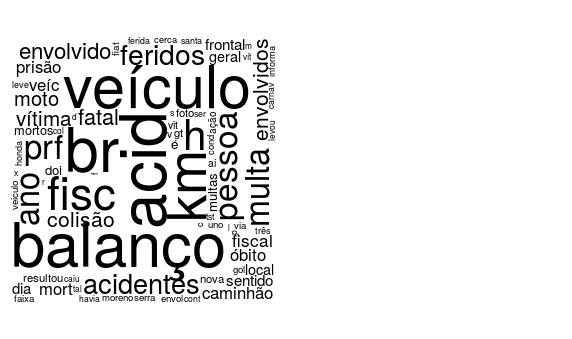 ferida cerca santa
envolvido fiat feridos frontal m
geral vít
prisão
envolvidos informa
leve veíc
veículo
moto
carnav
vítima d fatal
s foto ser
mortos col
vit
v gt
h
cond ação
levou
honda
prf
br
acid
é
pessoa
multa
x
doi
km
ai
r
fisc
ano
multas
veículo
tst
colisão
c
uno
l
via
e
três
balanço
fiscal
óbito
resultou caiu
gol local
acidentes
nova sentido
dia mort tal
caminhão
faixa havia moreno serra envol cont